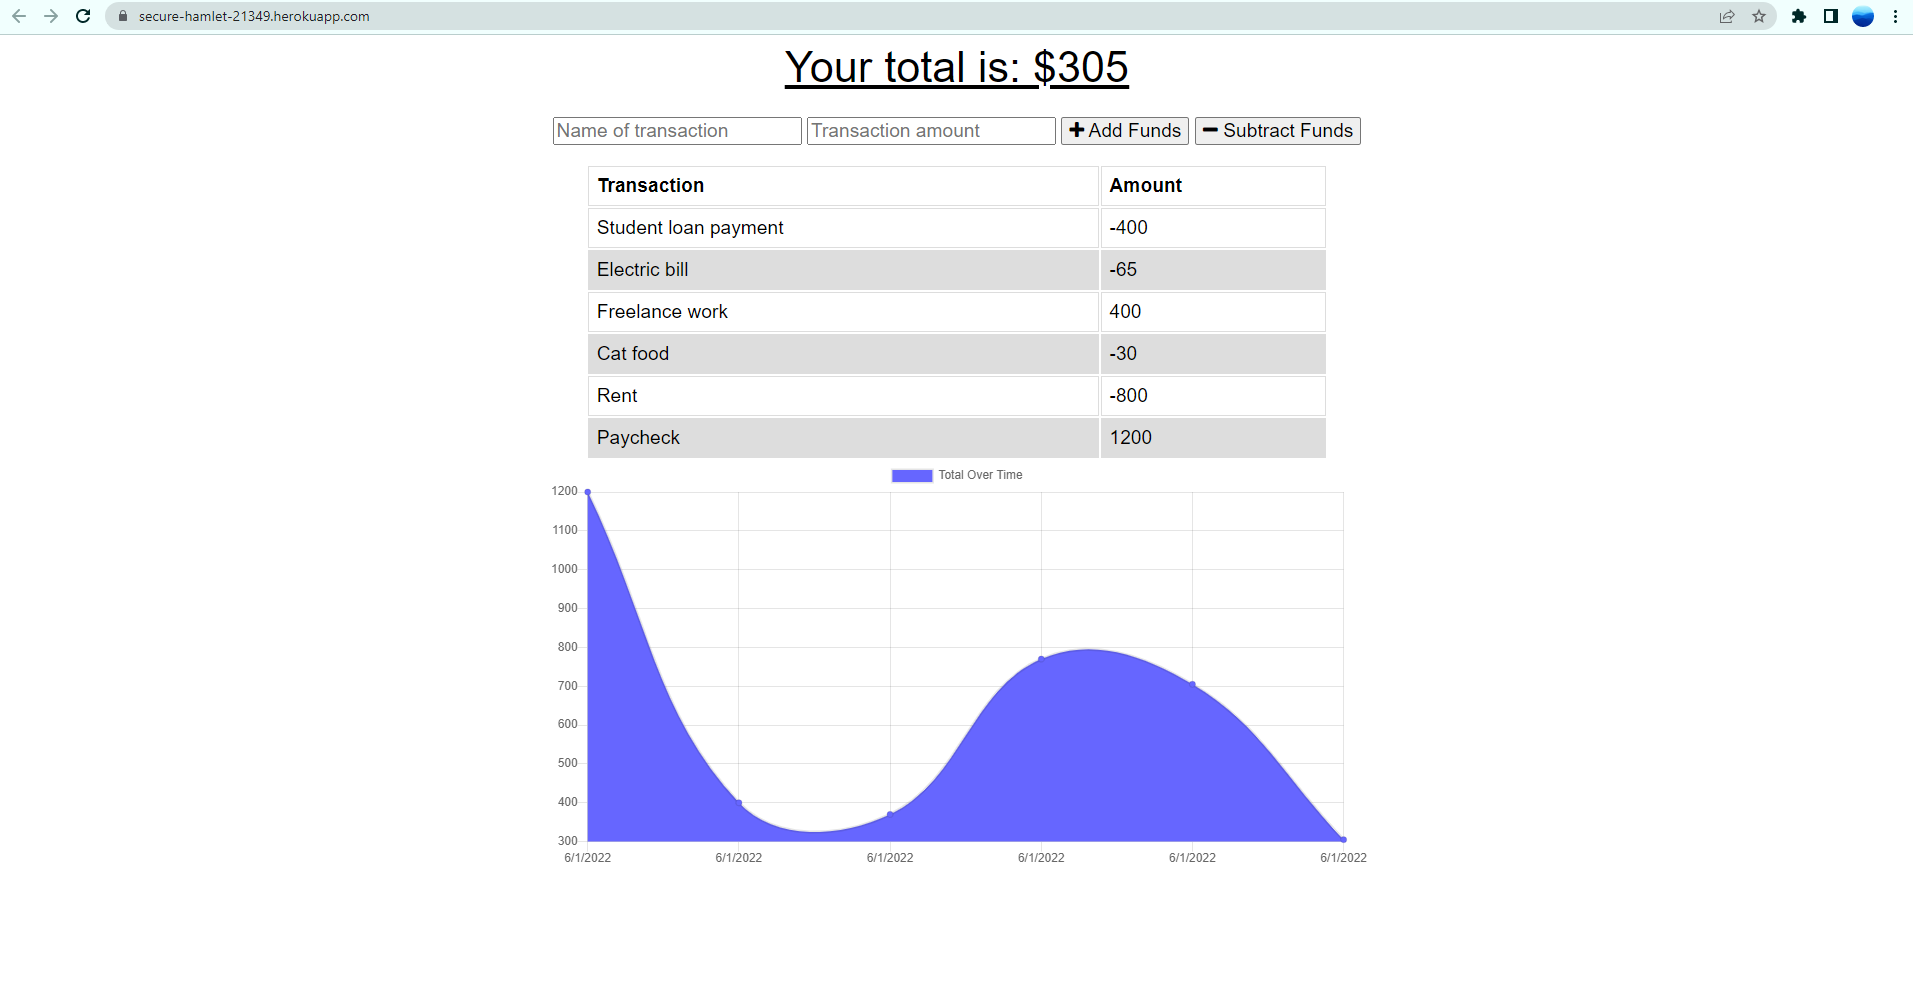 secure-hamlet-21349.herokuapp.com
Your total is: $305
Name of transaction Transaction amount Add Funds Subtract Funds
Transaction Amount
Student loan payment -400
Electric bill -65
Freelance work 400
Cat food -30
Rent -800
Paycheck 1200
Total Over Time
1200
1100
1000
900
800
700
600
500
400
300
6/1/2022 6/1/2022 6/1/2022 6/1/2022 6/1/2022 6/1/2022